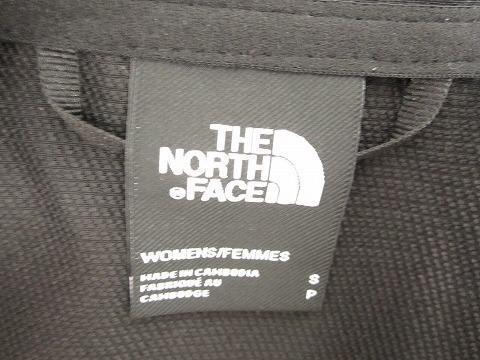 THE
NORTH
®FACE
WOMENS/FEMMES
MADE IN CAMBODIA S
FABRIQUÉ AU
CAMBODGE P